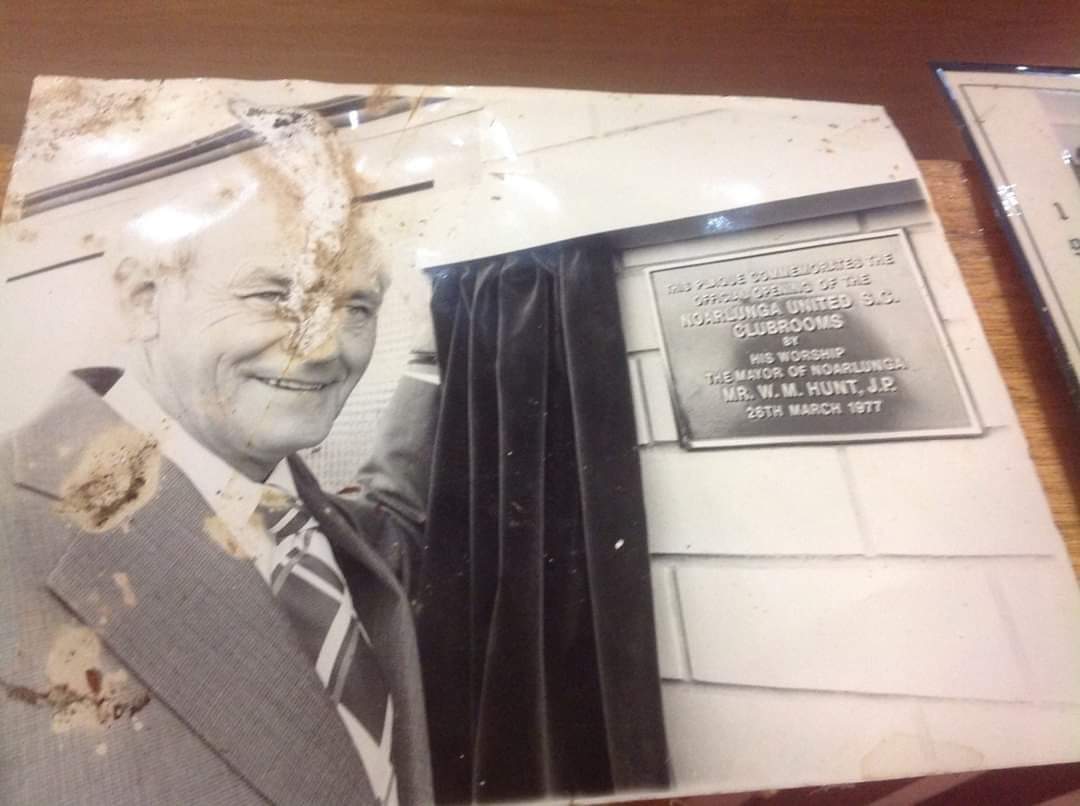 THIS PLAQUE COMMEMORATES THE
OFFICIAL OPENING OF THE
NOARLUNGA UNITED S.C.
CLUBROOMS
BY
HIS WORSHIP
THE MAYOR OF NOARLUNGA
MR. W. M. HUNT, J.P.
26TH MARCH 1977
1